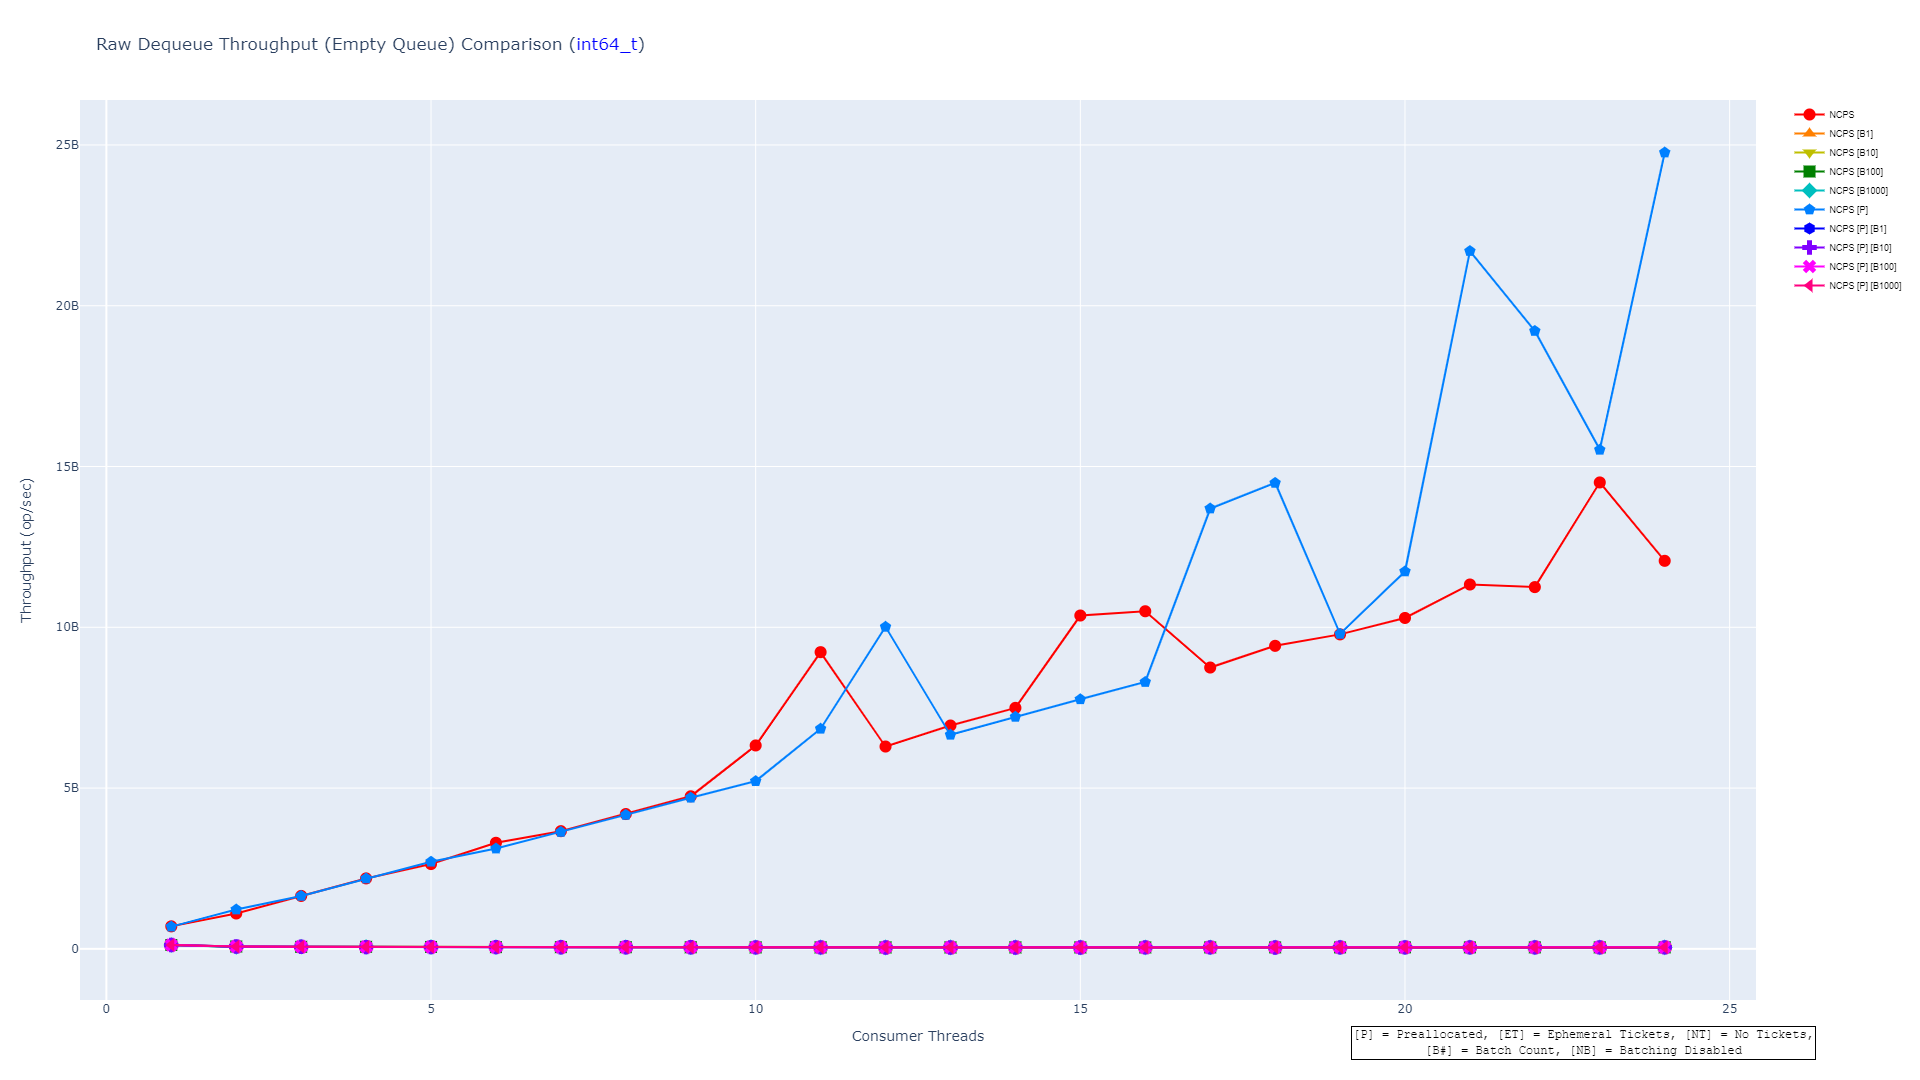 Raw Dequeue Throughput (Empty Queue) Comparison (int64_t)
25B
20B
15B
10B
5B
0
Throughput (op/sec)
0
5
10
15
20
25
Consumer Threads
NCPS
NCPS [B1]
NCPS [B10]
NCPS [B100]
NCPS [B1000]
NCPS [P]
NCPS [P] [B1]
NCPS [P] [B10]
NCPS [P] [B100]
NCPS [P] [B1000]
[P] = Preallocated, [ET] = Ephemeral Tickets, [NT] = No Tickets,
[B#] = Batch Count, [NB] = Batching Disabled